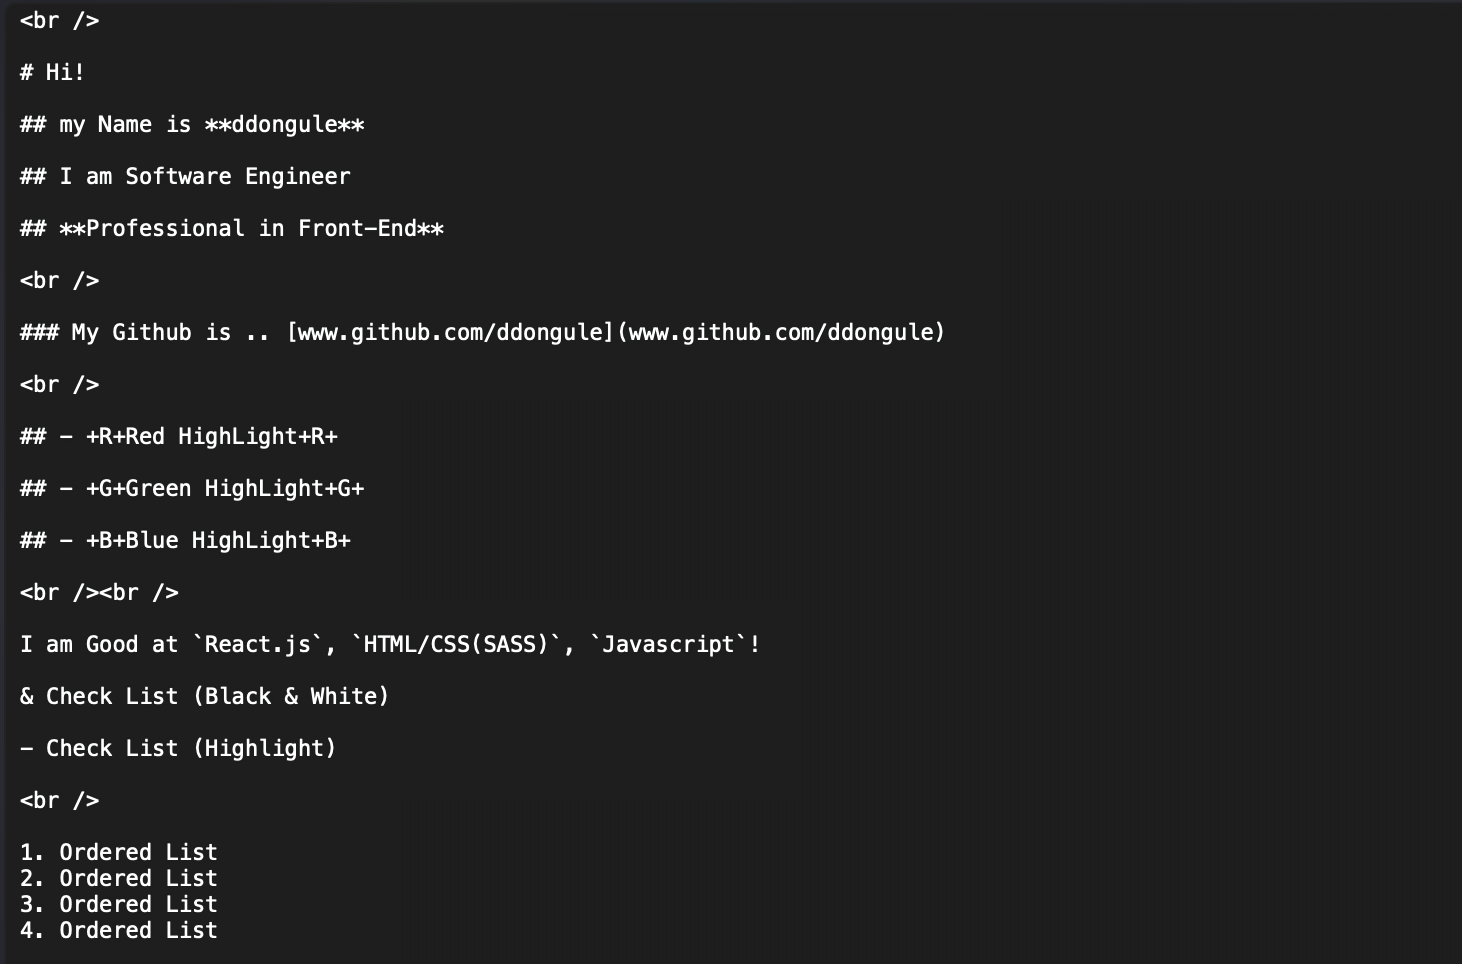 <br />
# Hi!
## my Name is **ddongule**
## I am Software Engineer
## **Professional in Front-End**
<br />
### My Github is .. [www.github.com/ddongule](www.github.com/ddongule)
<br />
## - +R+Red HighLight+R+
## - +G+Green HighLight+G+
## - +B+Blue HighLight+B+
<br /><br />
I am Good at `React.js`, `HTML/CSS(SASS)`, `Javascript`!
& Check List (Black & White)
- Check List (Highlight)
<br />
1. Ordered List
2. Ordered List
3. Ordered List
4. Ordered List